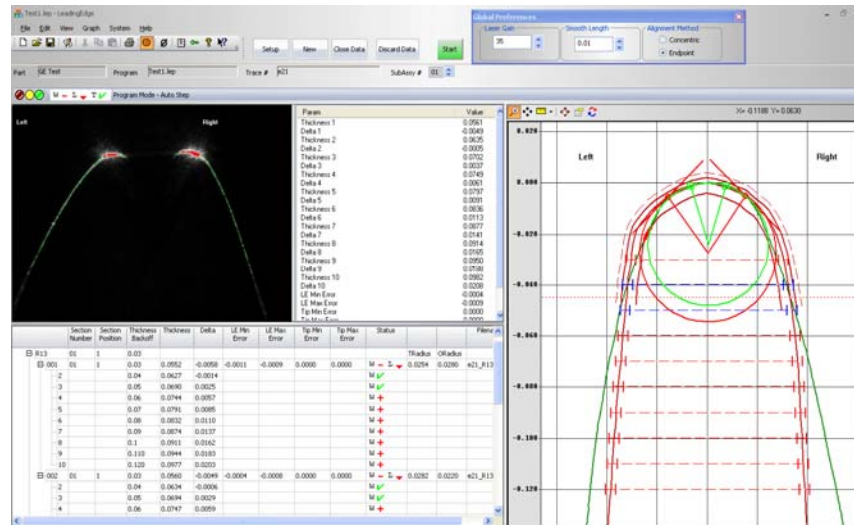 Test1.lep - LeadingEdge
File Edit View Graph System Help
Setup New Close Data Discard Data Start
Global Preferences
Laser Gain Smooth Length Alignment Method
35 0.01 Concentric
Endpoint
Part GE Test Program Test1.lep Trace # e21 SubAssy # 01
W - L T Program Mode - Auto Step
Left Right
Param Value
Thickness 1 0.0561
Delta 1 -0.0049
Thickness 2 0.0635
Delta 2 -0.0005
Thickness 3 0.0702
Delta 3 0.0037
Thickness 4 0.0749
Delta 4 0.0061
Thickness 5 0.0797
Delta 5 0.0091
Thickness 6 0.0836
Delta 6 0.0113
Thickness 7 0.0877
Delta 7 0.0141
Thickness 8 0.0914
Delta 8 0.0165
Thickness 9 0.0950
Delta 9 0.0188
Thickness 10 0.0982
Delta 10 0.0208
LE Min Error -0.0004
LE Max Error -0.0009
Tip Min Error 0.0000
Tip Max Error 0.0000
X= -0.1188 Y= 0.0630
Left Right
0.020
0.000
-0.020
-0.040
-0.060
-0.080
-0.100
-0.120
Section Number Section Position Thickness Backoff Thickness Delta LE Min Error LE Max Error Tip Min Error Tip Max Error Status Filena
R13 01 1 0.03 TRadius ORadius
001 01 1 0.03 0.0552 -0.0058 -0.0011 -0.0009 0.0000 0.0000 W - L 0.0254 0.0280 e21_R13
2 0.04 0.0627 -0.0014 W
3 0.05 0.0690 0.0025 W
4 0.06 0.0744 0.0057 W +
5 0.07 0.0791 0.0085 W +
6 0.08 0.0832 0.0110 W +
7 0.09 0.0874 0.0137 W +
8 0.1 0.0911 0.0162 W +
9 0.110 0.0944 0.0183 W +
10 0.120 0.0977 0.0203 W +
002 01 1 0.03 0.0560 -0.0049 -0.0004 -0.0008 0.0000 0.0000 W - L 0.0282 0.0220 e21_R13
2 0.04 0.0634 -0.0006 W
3 0.05 0.0694 0.0029 W
4 0.06 0.0747 0.0059 W +